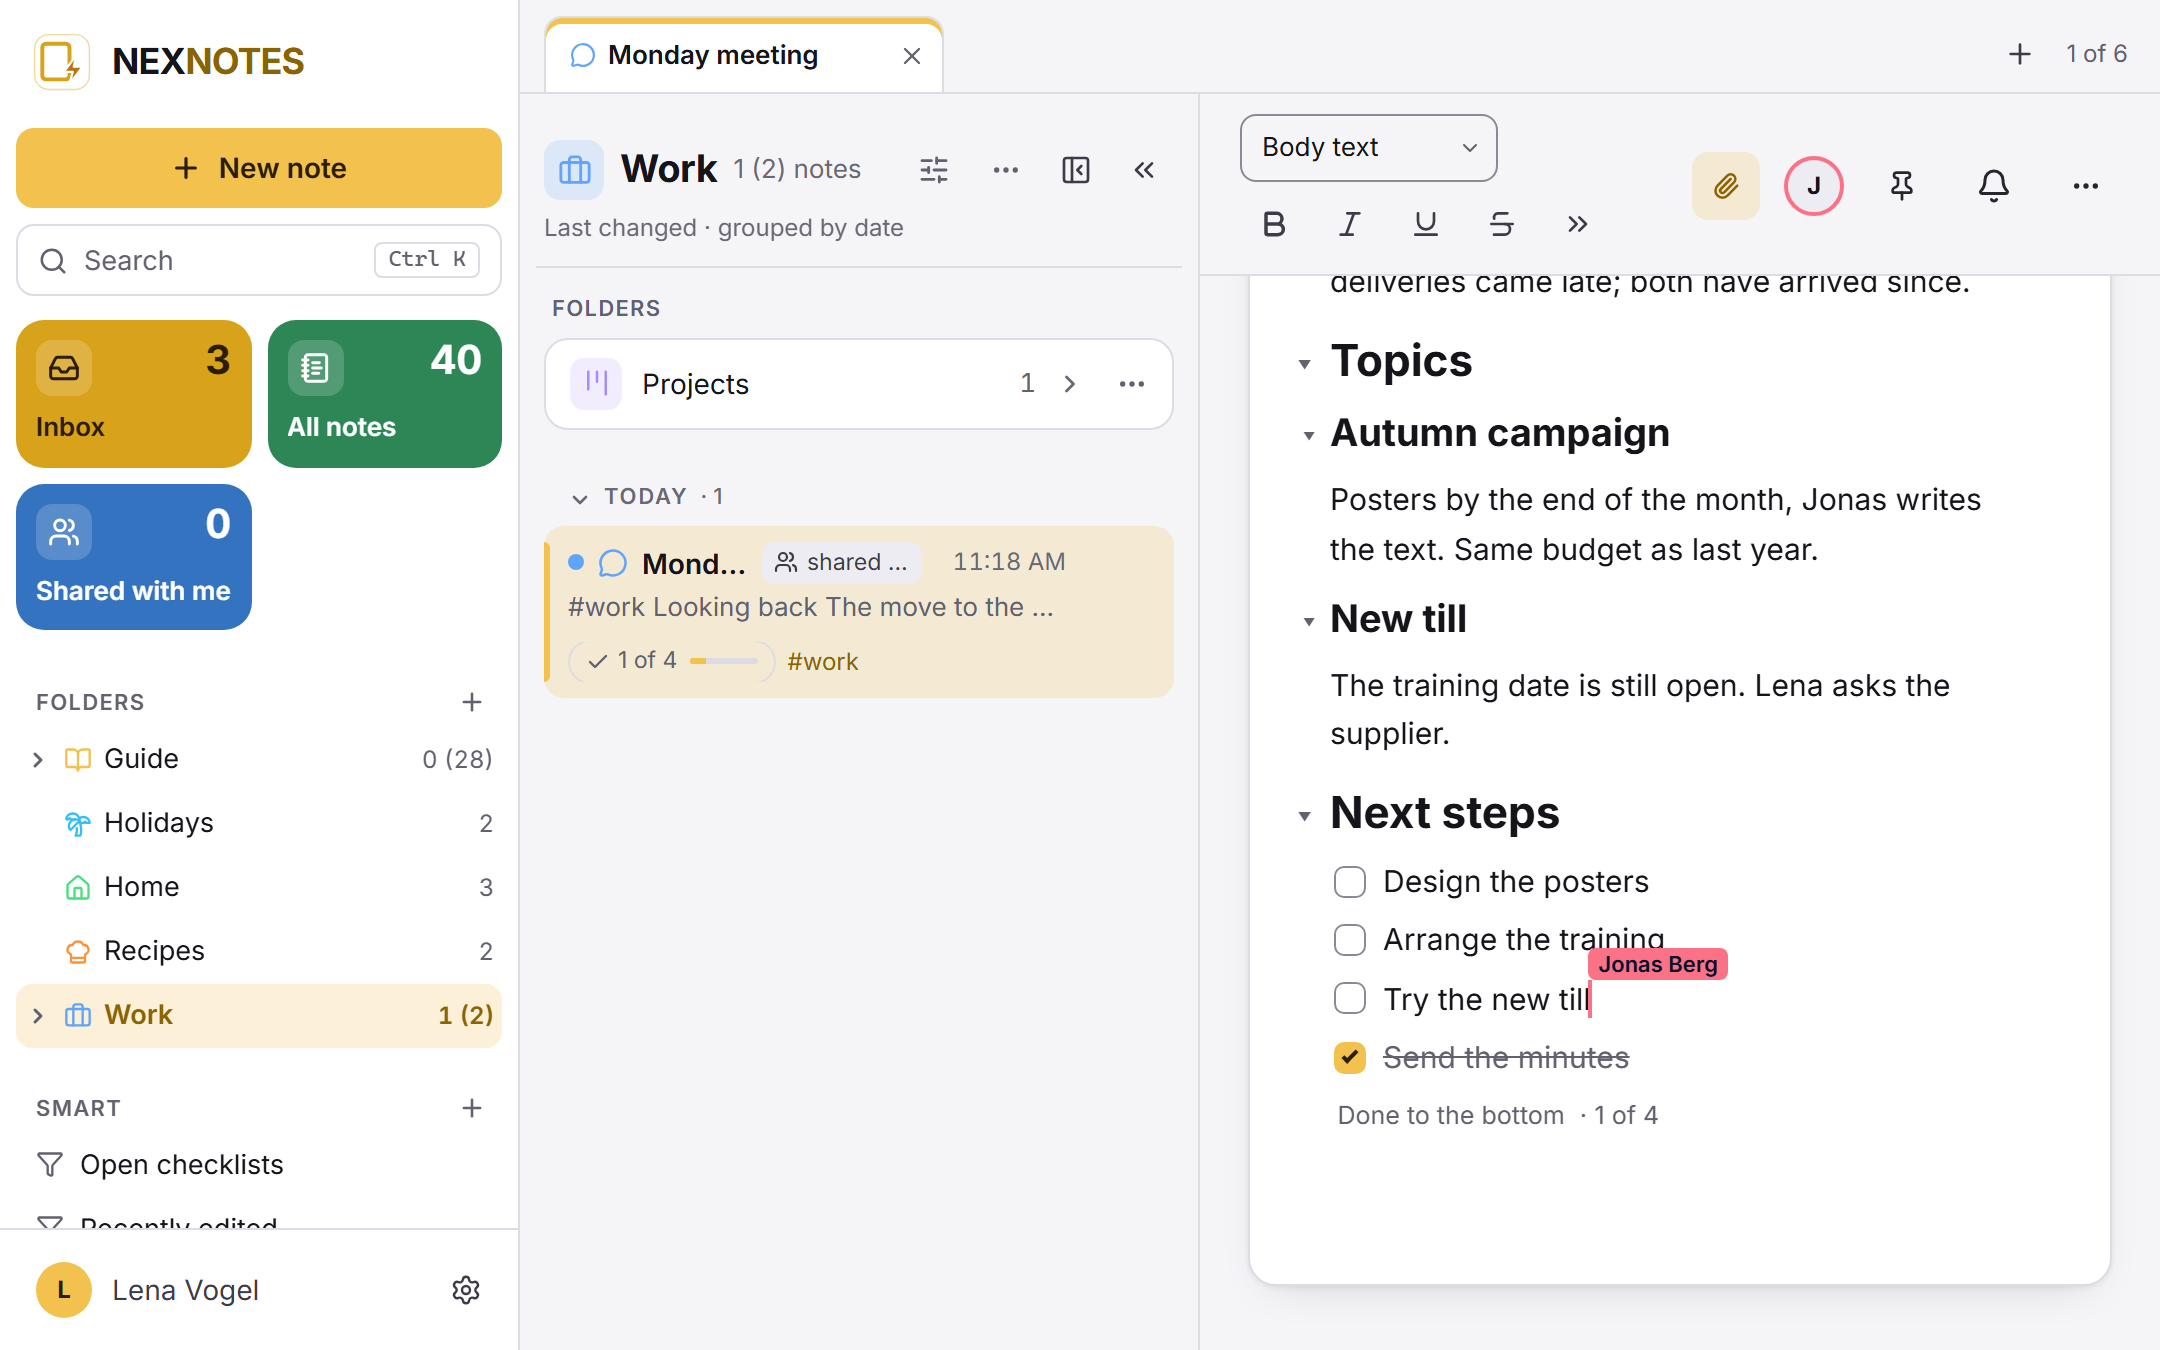 NEXNOTES
New note
Search
Ctrl K
3
Inbox
40
All notes
0
Shared with me
FOLDERS
Guide 0 (28)
Holidays 2
Home 3
Recipes 2
Work 1 (2)
SMART
Open checklists
Recently edited
L
Lena Vogel
Monday meeting
1 of 6
Work 1 (2) notes
Last changed · grouped by date
FOLDERS
Projects 1
TODAY · 1
Mond... shared ... 11:18 AM
#work Looking back The move to the ...
1 of 4 #work
Body text
B I U S
J
deliveries came late; both have arrived since.
Topics
Autumn campaign
Posters by the end of the month, Jonas writes
the text. Same budget as last year.
New till
The training date is still open. Lena asks the
supplier.
Next steps
Design the posters
Arrange the training
Jonas Berg
Try the new till
Send the minutes
Done to the bottom · 1 of 4